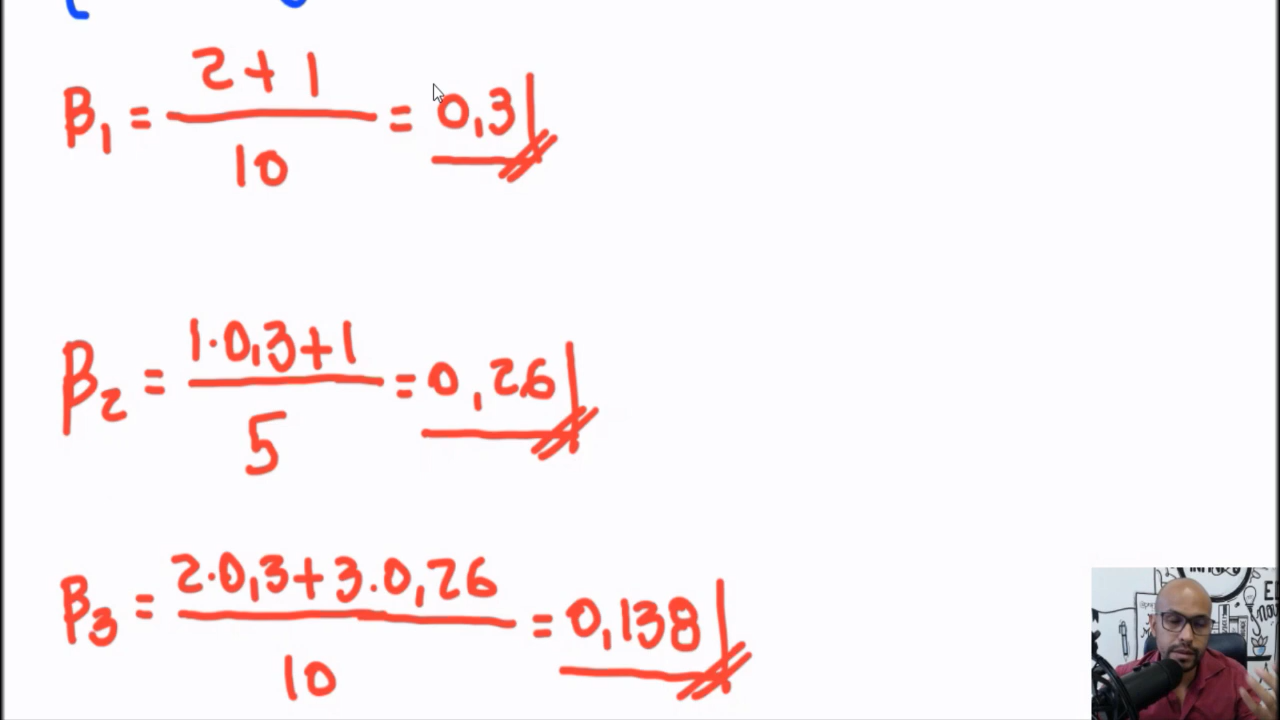 β₁ = (2 + 1) / 10 = 0,3
β₂ = (1·0,3 + 1) / 5 = 0,26
β₃ = (2·0,3 + 3.0,26) / 10 = 0,138